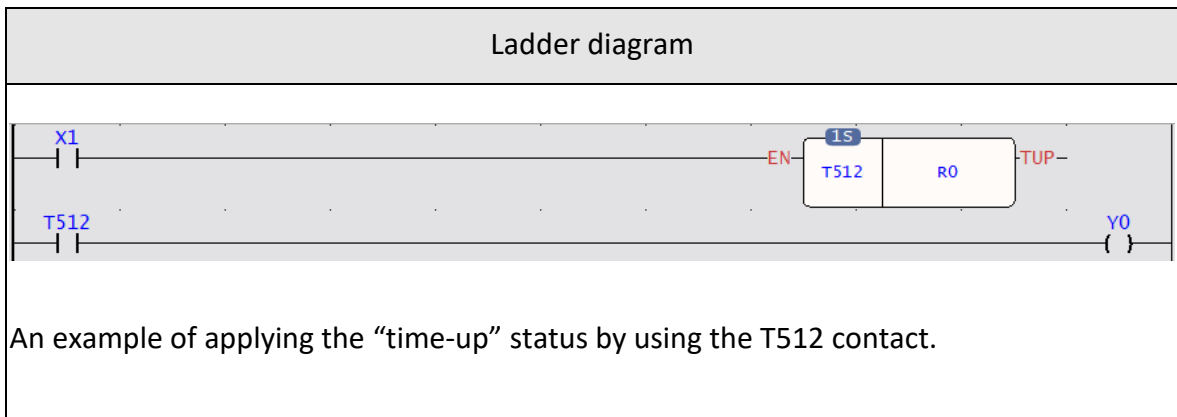 Ladder diagram
X1
1S
EN T512 R0 TUP
T512 Y0
An example of applying the “time-up” status by using the T512 contact.